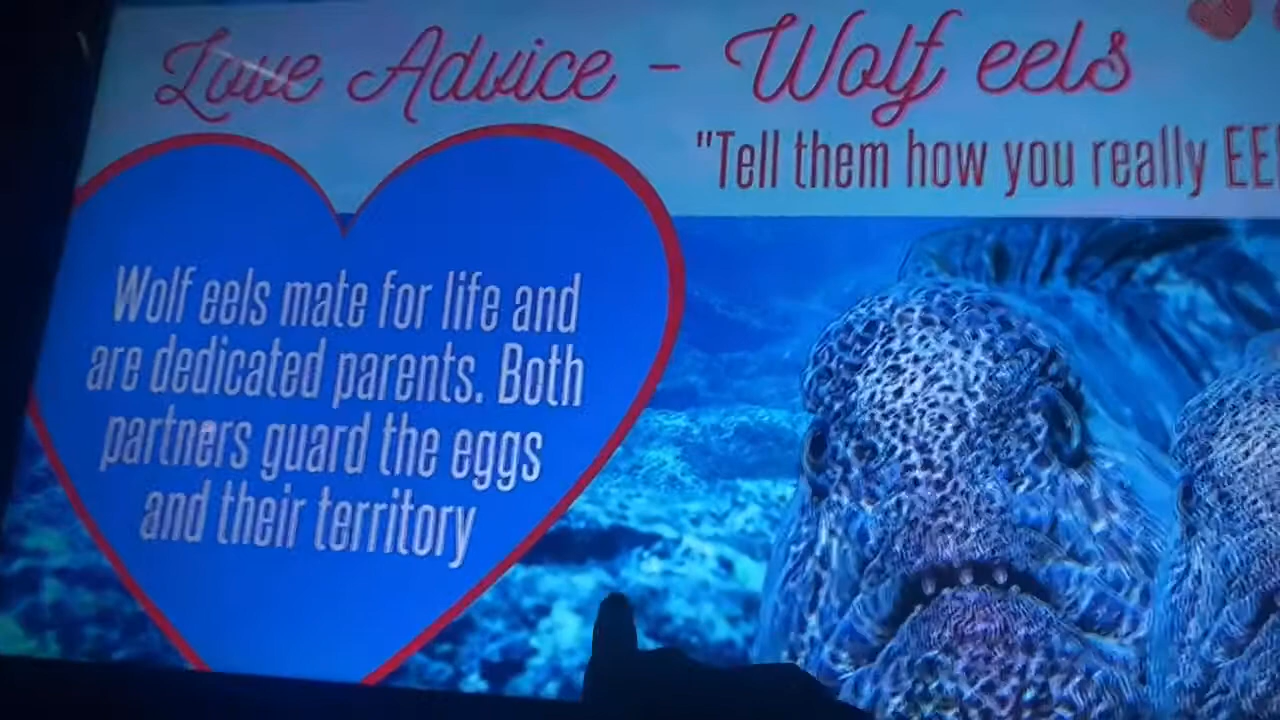 Love Advice - Wolf eels
"Tell them how you really
Wolf eels mate for life and
are dedicated parents. Both
partners guard the eggs
and their territory